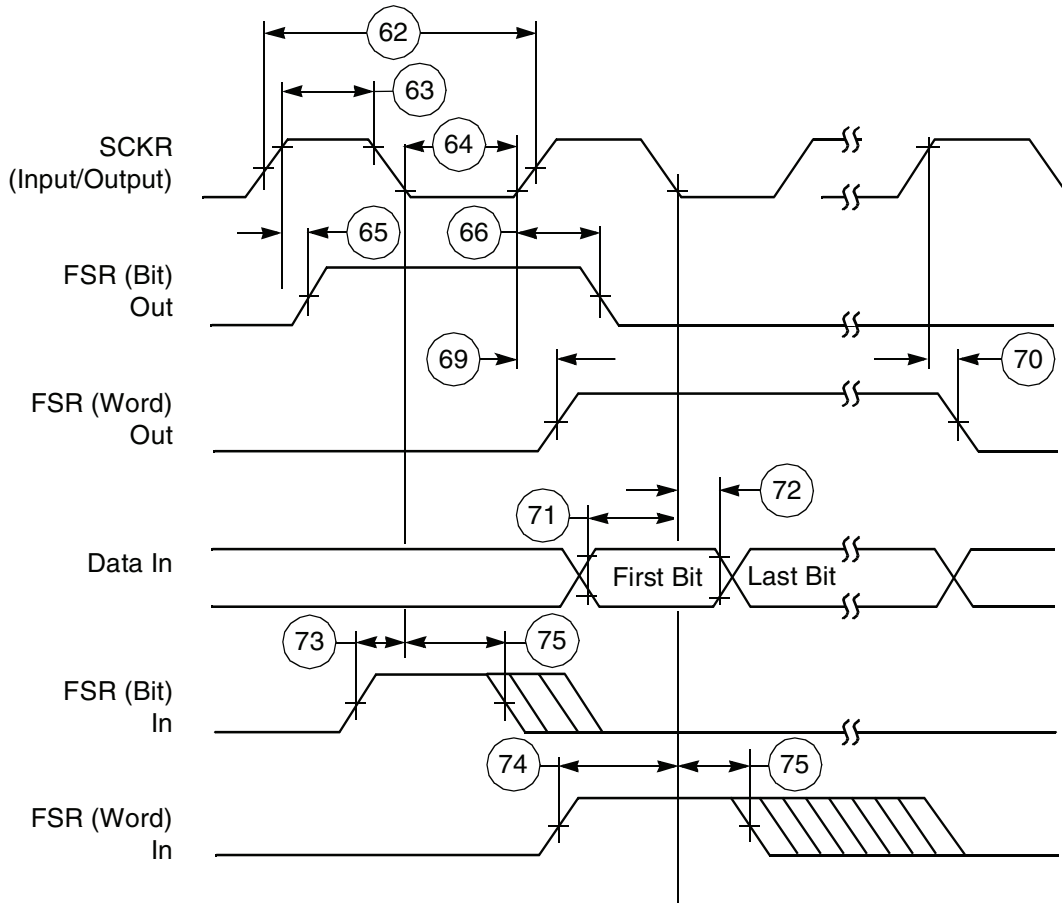 62
63
SCKR
(Input/Output)
64
65
66
FSR (Bit)
Out
69
70
FSR (Word)
Out
71
72
Data In
First Bit
Last Bit
73
75
FSR (Bit)
In
74
75
FSR (Word)
In